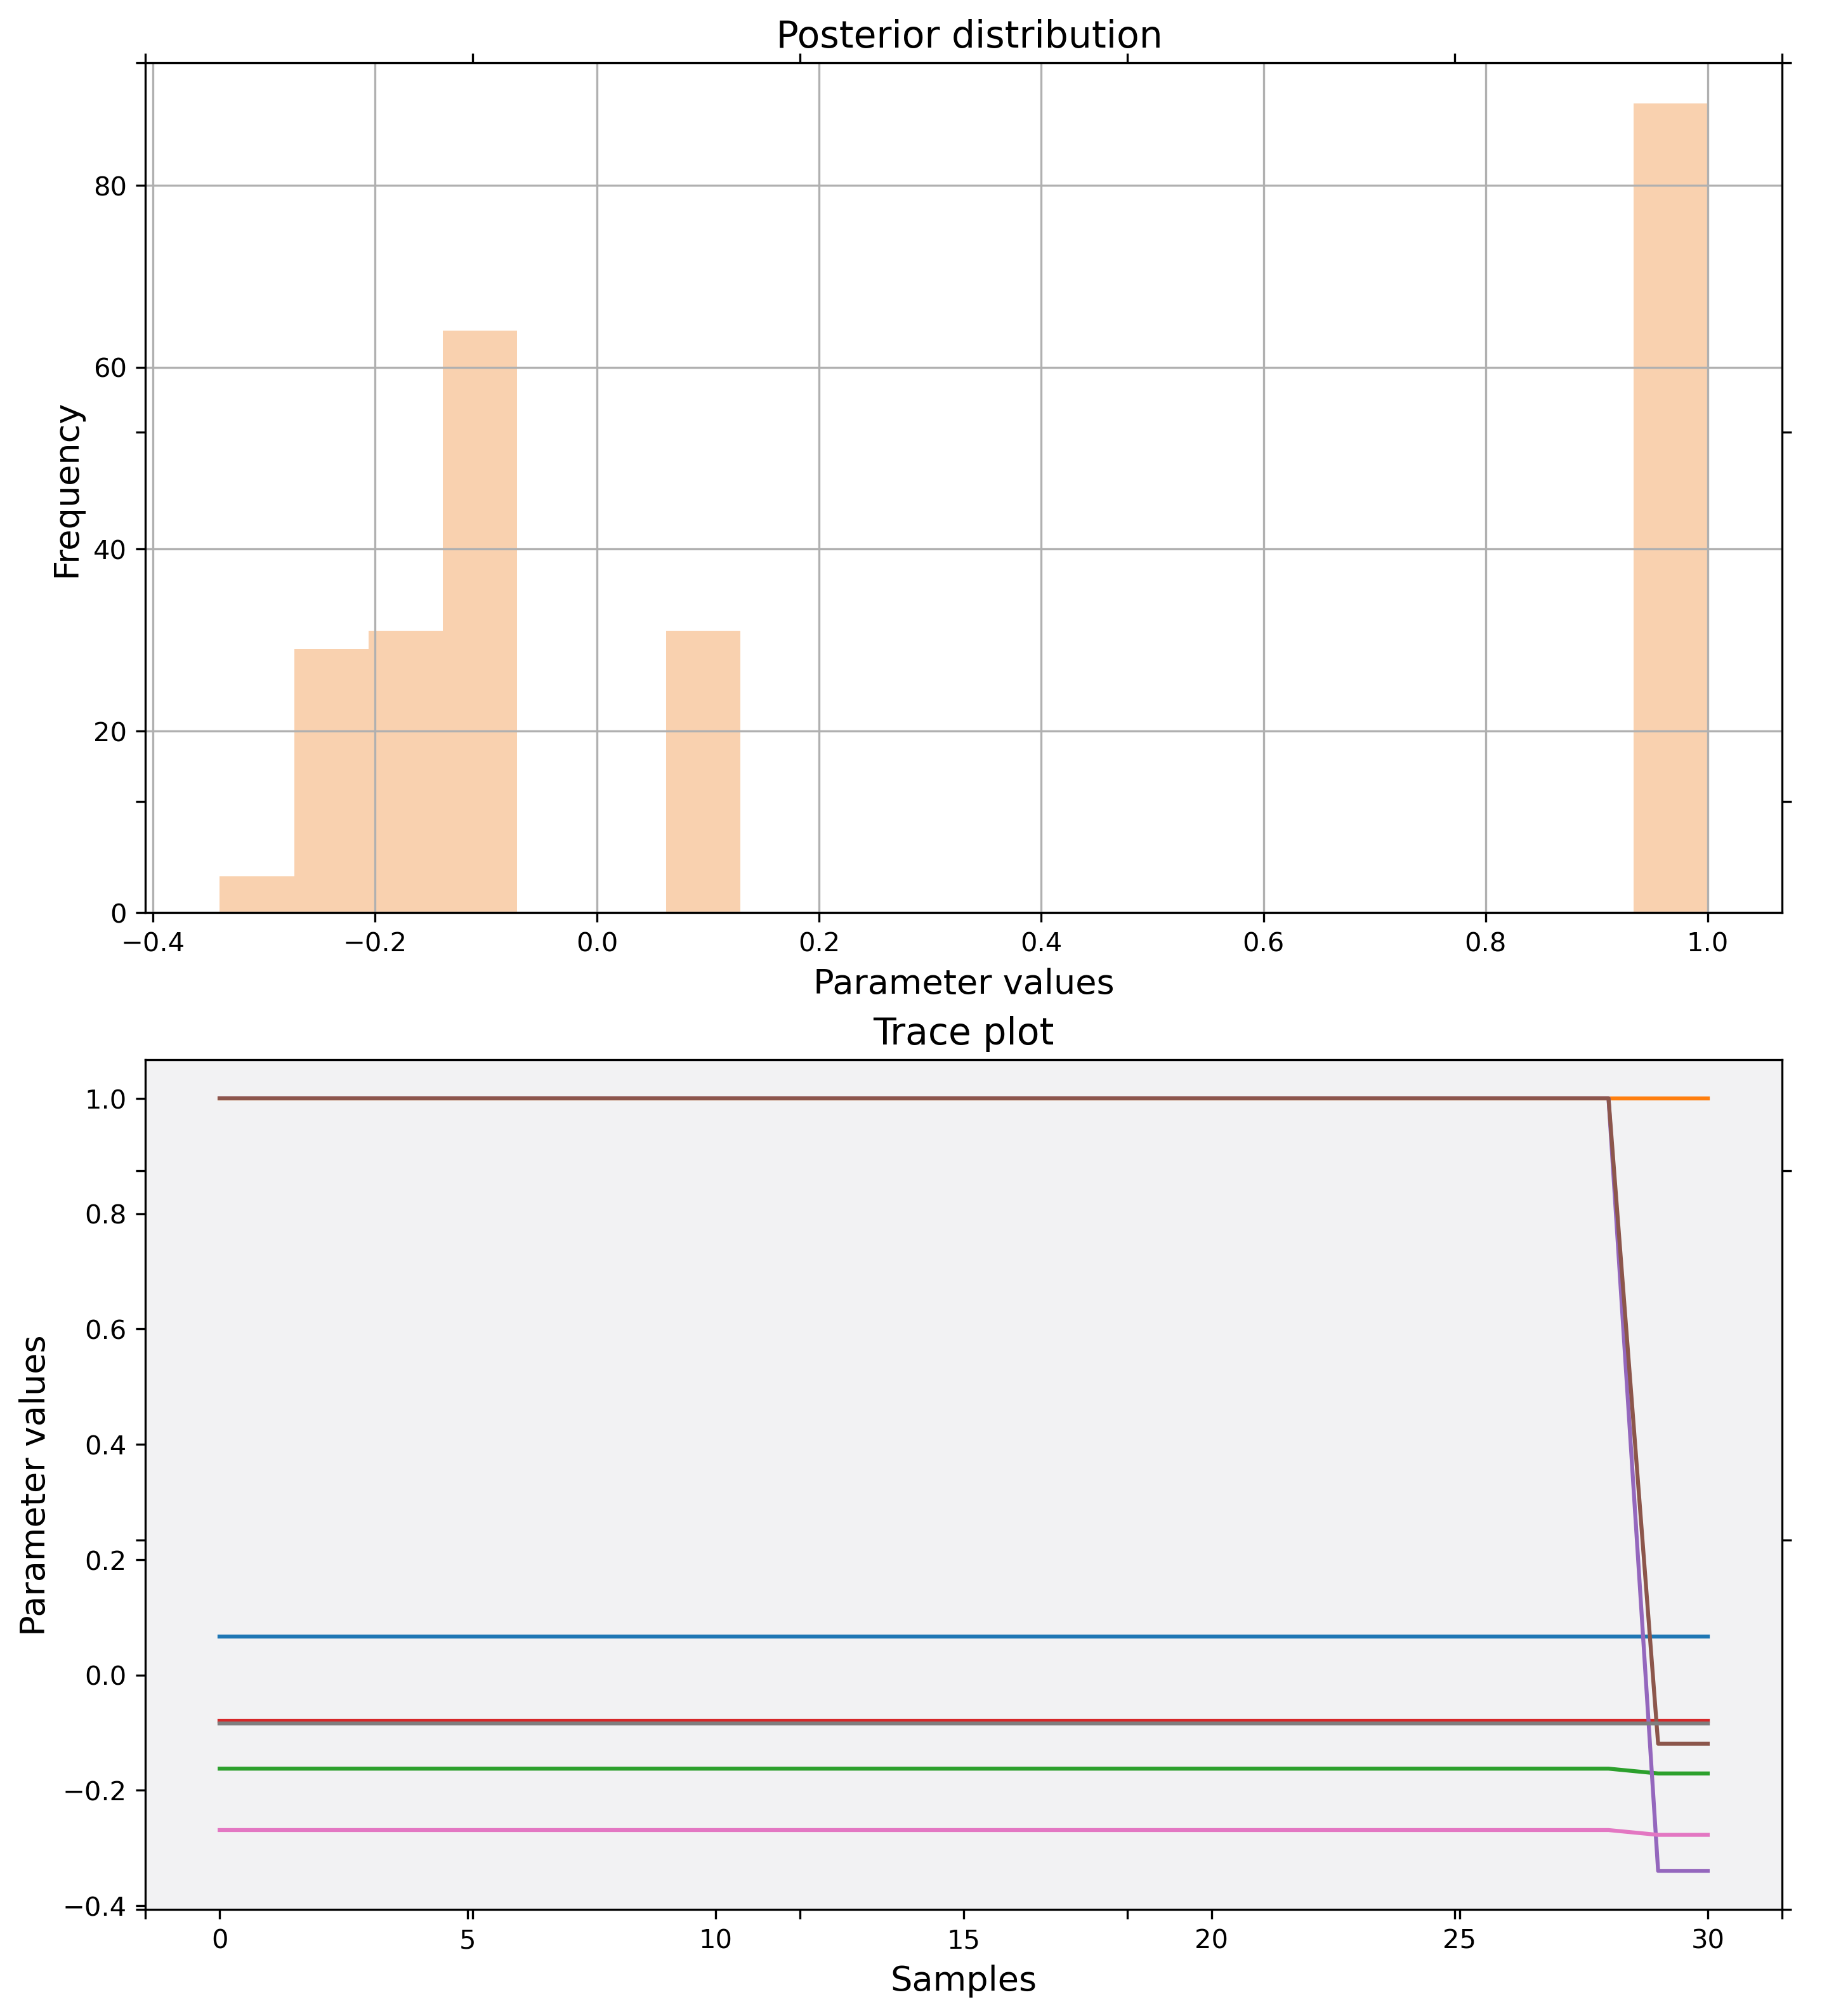 Posterior distribution
80
60
40
20
0
Frequency
−0.4 −0.2 0.0 0.2 0.4 0.6 0.8 1.0
Parameter values
Trace plot
1.0
0.8
0.6
0.4
0.2
0.0
−0.2
−0.4
Parameter values
0 5 10 15 20 25 30
Samples